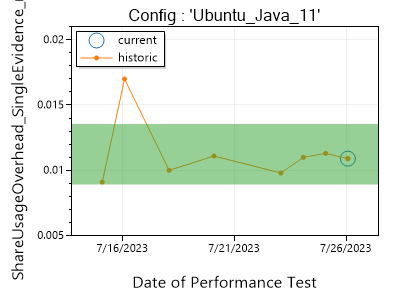 Config : 'Ubuntu_Java_11'
current
historic
0.02
0.015
0.01
0.005
ShareUsageOverhead_SingleEvidence_
7/16/2023
7/21/2023
7/26/2023
Date of Performance Test